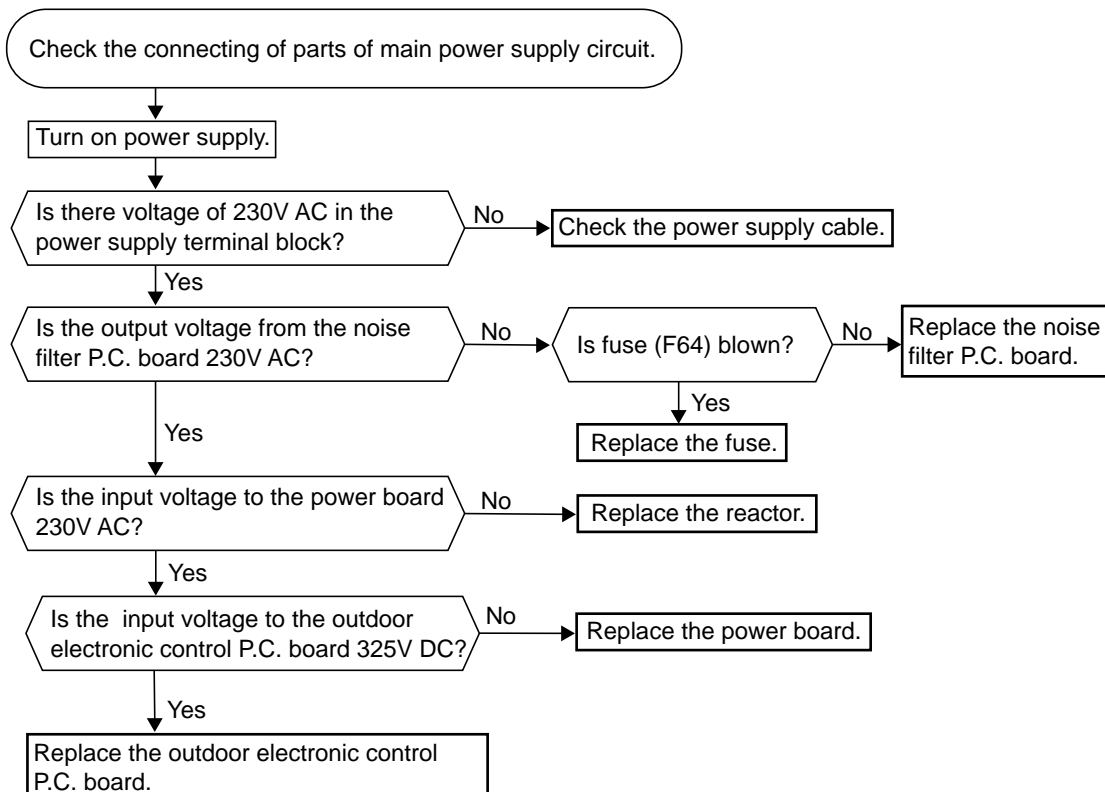 Check the connecting of parts of main power supply circuit.
Turn on power supply.
Is there voltage of 230V AC in the
power supply terminal block?
No
Check the power supply cable.
Yes
Is the output voltage from the noise
filter P.C. board 230V AC?
No
Is fuse (F64) blown?
No
Replace the noise
filter P.C. board.
Yes
Replace the fuse.
Yes
Is the input voltage to the power board
230V AC?
No
Replace the reactor.
Yes
Is the  input voltage to the outdoor
electronic control P.C. board 325V DC?
No
Replace the power board.
Yes
Replace the outdoor electronic control
P.C. board.